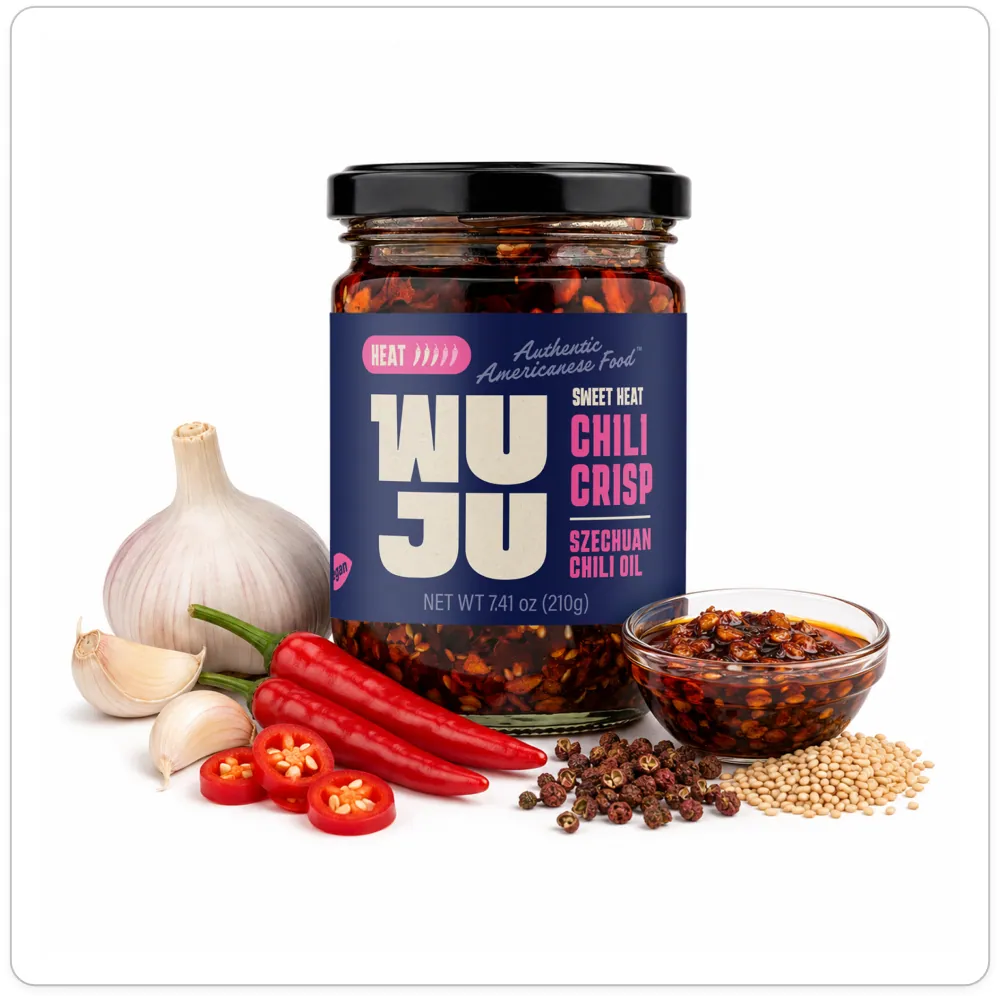 HEAT
Authentic
Americanese Food™
WU
JU
SWEET HEAT
CHILI
CRISP
SZECHUAN
CHILI OIL
NET WT 7.41 oz (210g)